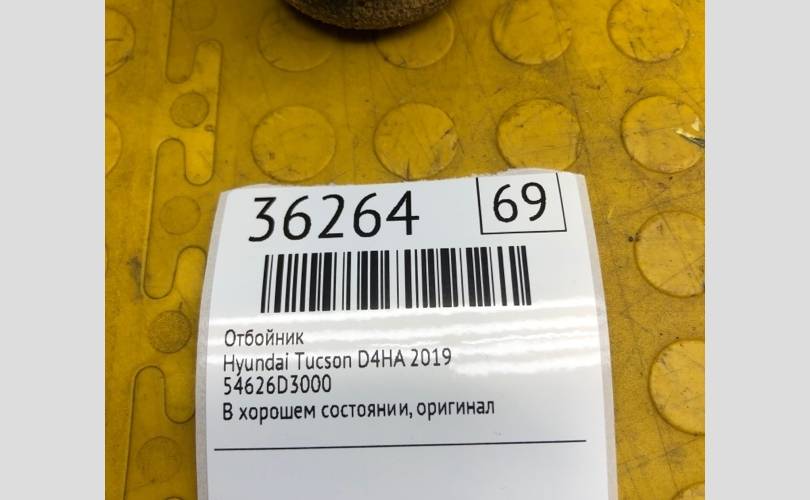 36264 69
Отбойник
Hyundai Tucson D4HA 2019
54626D3000
В хорошем состоянии, оригинал